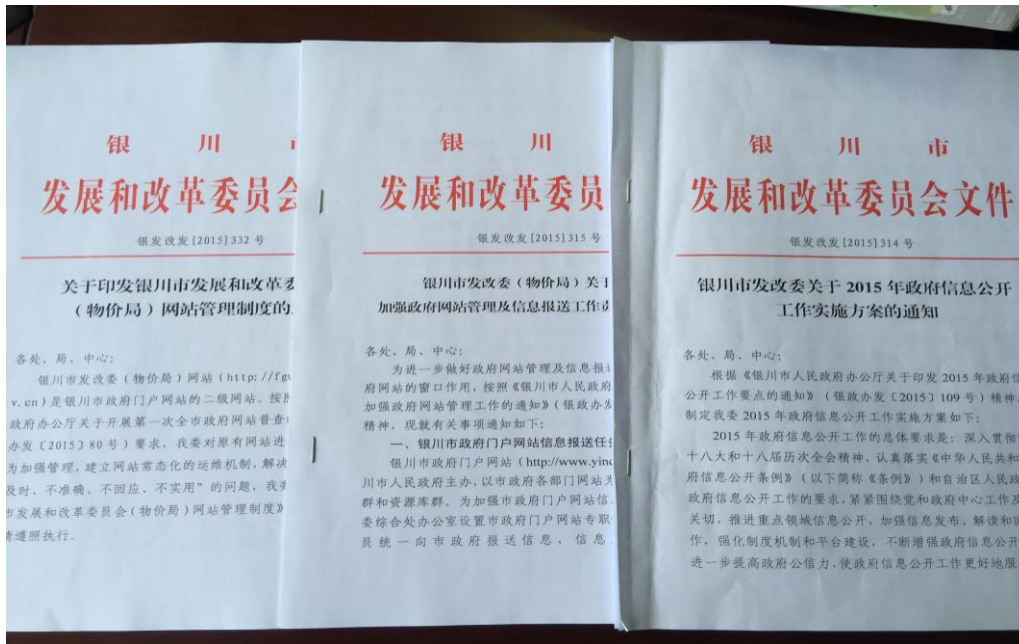 银川
发展和改革委员会
银发改发[2015]332 号
关于印发银川市发展和改革委
（物价局）网站管理制度的
各处、局、中心：
银川市发改委（物价局）网站（http://fg
v.cn)是银川市政府门户网站的二级网站。按
政府办公厅关于开展第一次全市政府网站普查
办发〔2015〕80 号）要求，我委对原有网站进
为加强管理，建立网站常态化的运维机制，解决
及时、不准确、不回应、不实用”的问题，我
市发展和改革委员会（物价局）网站管理制度》
请遵照执行。
银川
发展和改革委员
银发改发[2015]315 号
银川市发改委（物价局）关于
加强政府网站管理及信息报送工作
各处、局、中心：
为进一步做好政府网站管理及信息报
府网站的窗口作用，按照《银川市人民政府
加强政府网站管理工作的通知》（银政办发
精神，现就有关事项通知如下：
一、银川市政府门户网站信息报送任
银川市政府门户网站（http://www.yinc
川市人民政府主办，以市政府各部门网站为
群和资源库群。为加强市政府门户网站信
委综合处办公室设置市政府门户网站专职
员统一向市政府报送信息，信息
银川市
发展和改革委员会文件
银发改发[2015]314 号
银川市发改委关于 2015 年政府信息公开
工作实施方案的通知
各处、局、中心：
根据《银川市人民政府办公厅关于印发 2015 年政府信
公开工作要点的通知》（银政办发〔2015〕109 号）精神，
制定我委 2015 年政府信息公开工作实施方案如下：
2015 年政府信息公开工作的总体要求是：深入贯彻
十八大和十八届历次全会精神，认真落实《中华人民共和
府信息公开条例》（以下简称《条例》）和自治区人民政
政府信息公开工作的要求，紧紧围绕党和政府中心工作及
关切，推进重点领域信息公开，加强信息发布、解读和回
作，强化制度机制和平台建设，不断增强政府信息公开
进一步提高政府公信力，使政府信息公开工作更好地服